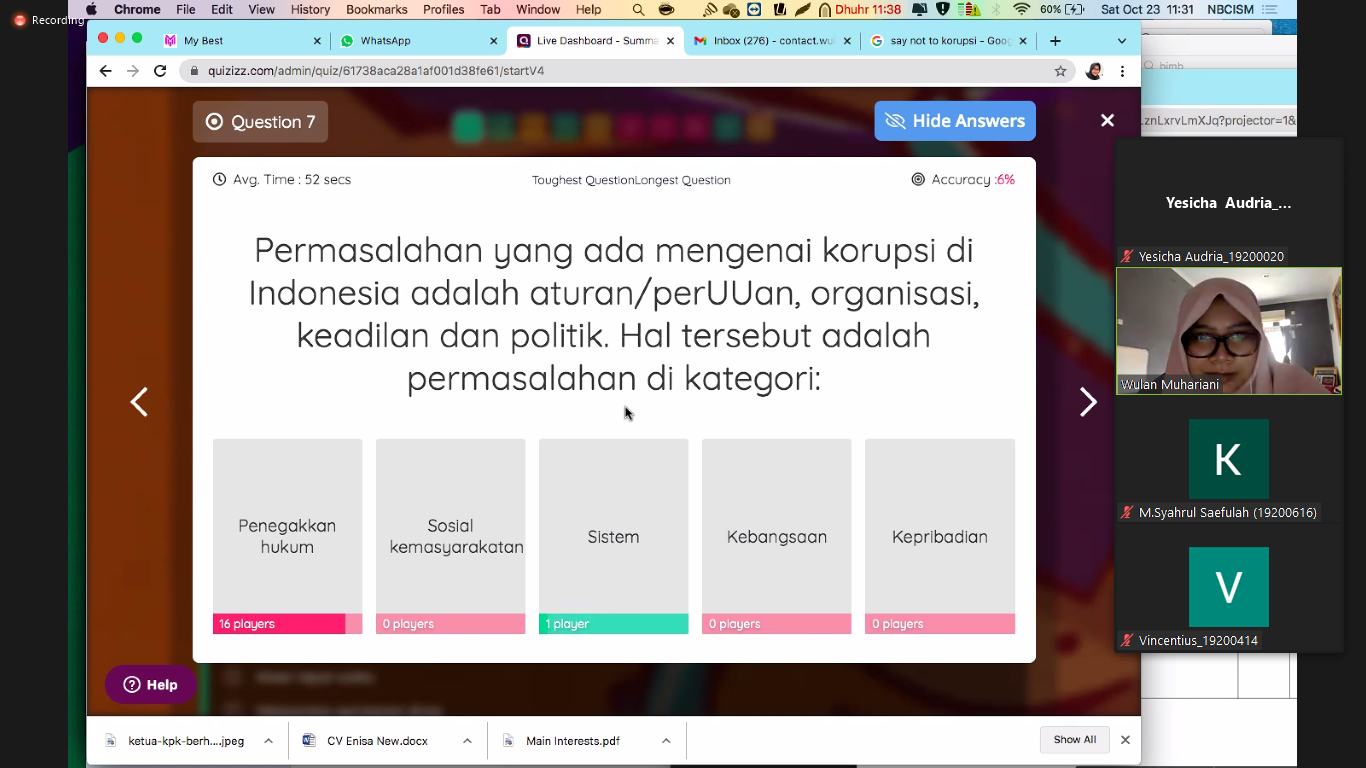 Recording
Chrome File Edit View History Bookmarks Profiles Tab Window Help Dhuhr 11:38 60% Sat Oct 23 11:31 NBCISM
My Best
WhatsApp
Live Dashboard - Summa
Inbox (276) - contact.wul
say not to korupsi - Goog
quizizz.com/admin/quiz/61738aca28a1af001d38fe61/startV4
himb
znLxrvLmXJq?projector=1&
Question 7
Hide Answers
Avg. Time : 52 secs
Toughest QuestionLongest Question
Accuracy :6%
Permasalahan yang ada mengenai korupsi di
Indonesia adalah aturan/perUUan, organisasi,
keadilan dan politik. Hal tersebut adalah
permasalahan di kategori:
Penegakkan
hukum
16 players
Sosial
kemasyarakatan
0 players
Sistem
1 player
Kebangsaan
0 players
Kepribadian
0 players
Help
Yesicha Audria_...
Yesicha Audria_19200020
Wulan Muhariani
K
M.Syahrul Saefulah (19200616)
V
Vincentius_19200414
ketua-kpk-berh....jpeg
CV Enisa New.docx
Main Interests.pdf
Show All